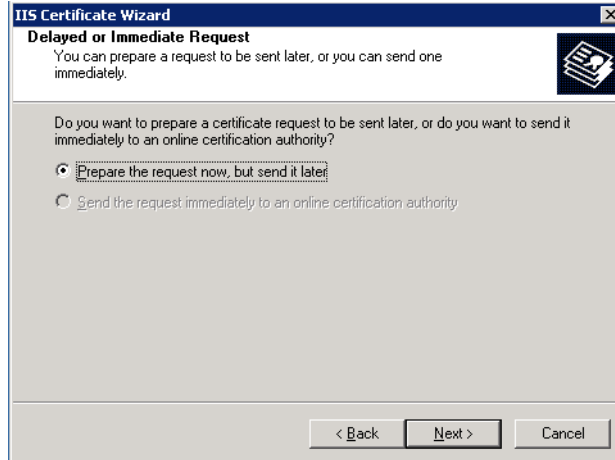 IIS Certificate Wizard
Delayed or Immediate Request
You can prepare a request to be sent later, or you can send one
immediately.
Do you want to prepare a certificate request to be sent later, or do you want to send it
immediately to an online certification authority?
Prepare the request now, but send it later
Send the request immediately to an online certification authority
< Back
Next >
Cancel